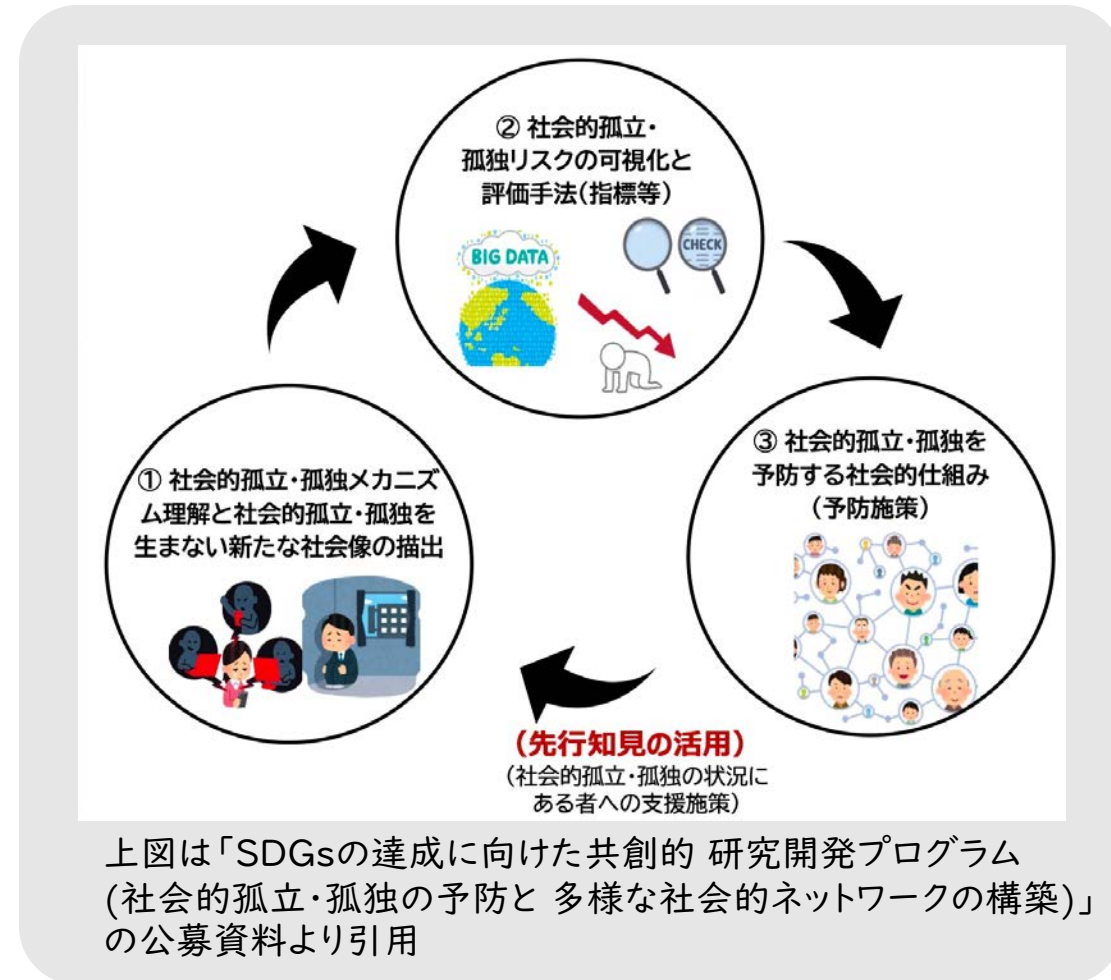 ② 社会的孤立・
孤独リスクの可視化と
評価手法(指標等)
BIG DATA
CHECK
① 社会的孤立・孤独メカニズ
ム理解と社会的孤立・孤独を
生まない新たな社会像の描出
③ 社会的孤立・孤独を
予防する社会的仕組み
(予防施策)
(先行知見の活用)
(社会的孤立・孤独の状況に
ある者への支援施策)
上図は「SDGsの達成に向けた共創的 研究開発プログラム
(社会的孤立・孤独の予防と 多様な社会的ネットワークの構築)」
の公募資料より引用